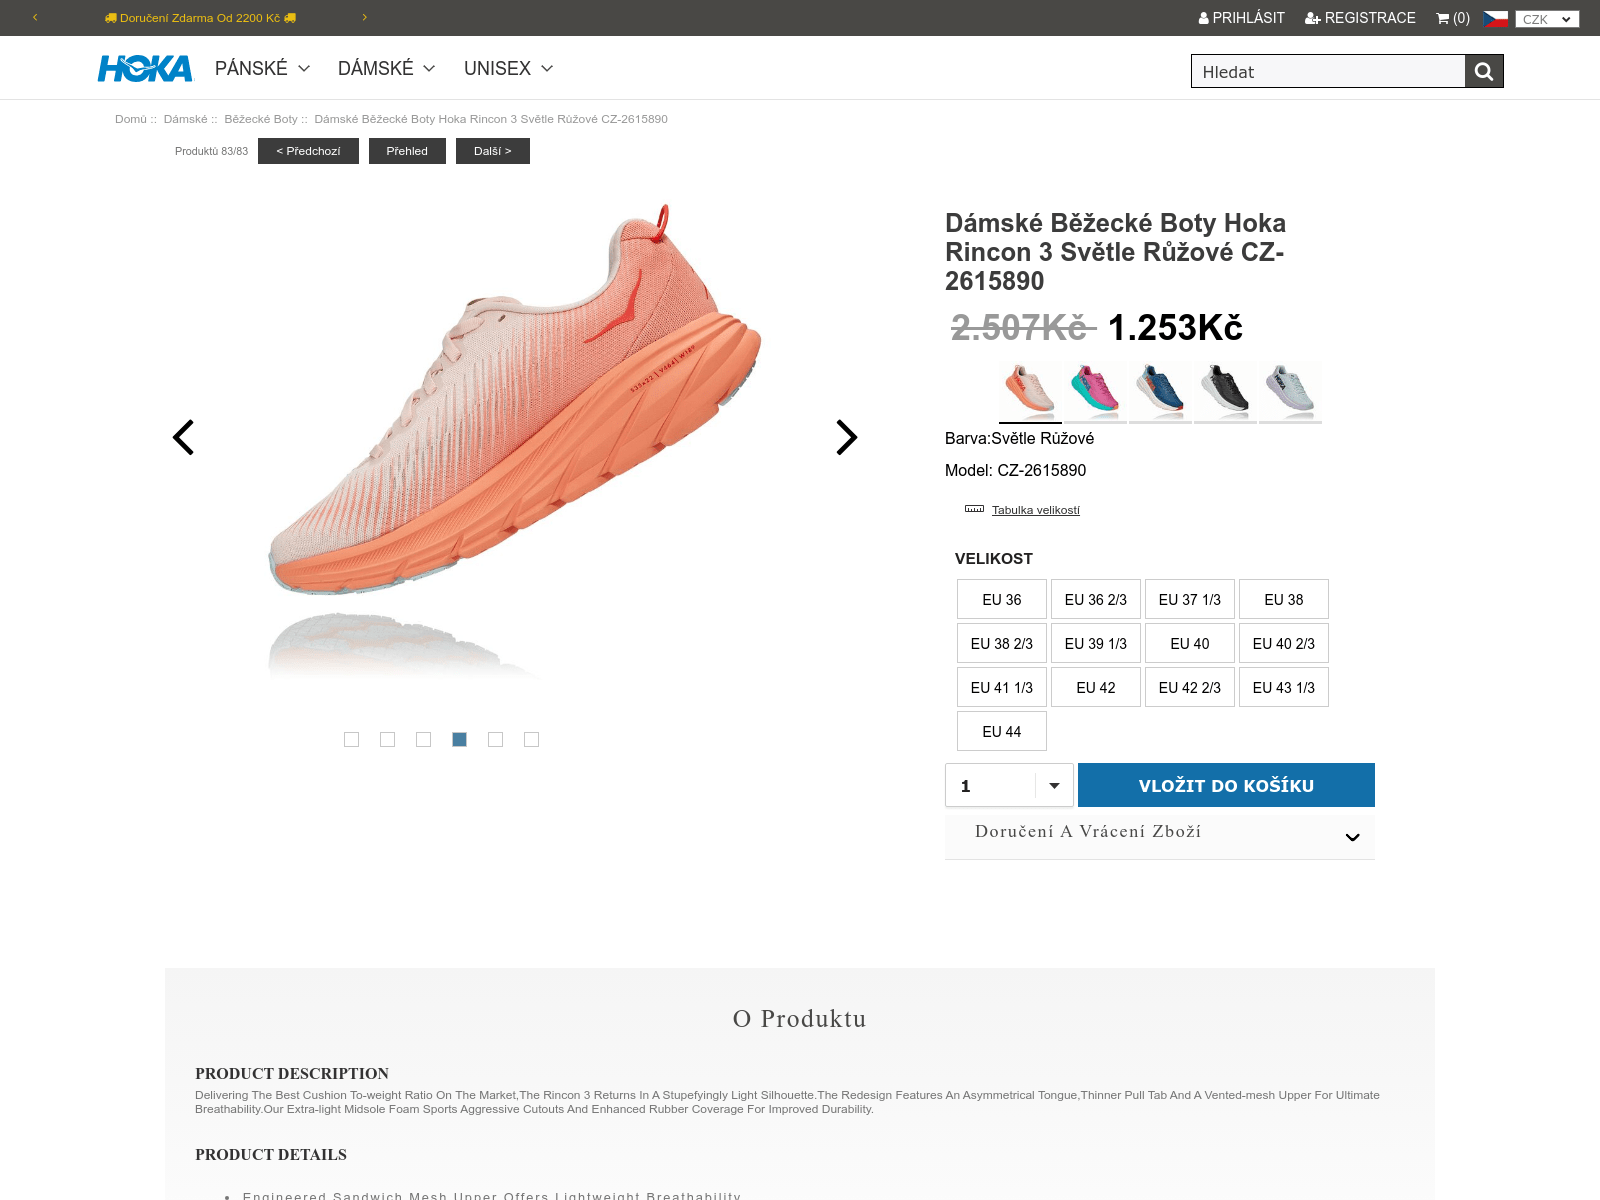 Doručení Zdarma Od 2200 Kč
PRIHLÁSIT
REGISTRACE
(0)
CZK
HOKA
PÁNSKÉ
DÁMSKÉ
UNISEX
Hledat
Domů :: Dámské :: Běžecké Boty :: Dámské Běžecké Boty Hoka Rincon 3 Světle Růžové CZ-2615890
Produktů 83/83
< Předchozí
Přehled
Další >
Dámské Běžecké Boty Hoka
Rincon 3 Světle Růžové CZ-
2615890
2.507Kč 1.253Kč
Barva:Světle Růžové
Model: CZ-2615890
Tabulka velikostí
VELIKOST
EU 36
EU 36 2/3
EU 37 1/3
EU 38
EU 38 2/3
EU 39 1/3
EU 40
EU 40 2/3
EU 41 1/3
EU 42
EU 42 2/3
EU 43 1/3
EU 44
1
VLOŽIT DO KOŠÍKU
Doručení A Vrácení Zboží
O Produktu
PRODUCT DESCRIPTION
Delivering The Best Cushion To-weight Ratio On The Market,The Rincon 3 Returns In A Stupefyingly Light Silhouette.The Redesign Features An Asymmetrical Tongue,Thinner Pull Tab And A Vented-mesh Upper For Ultimate
Breathability.Our Extra-light Midsole Foam Sports Aggressive Cutouts And Enhanced Rubber Coverage For Improved Durability.
PRODUCT DETAILS
Engineered Sandwich Mesh Upper Offers Lightweight Breathability